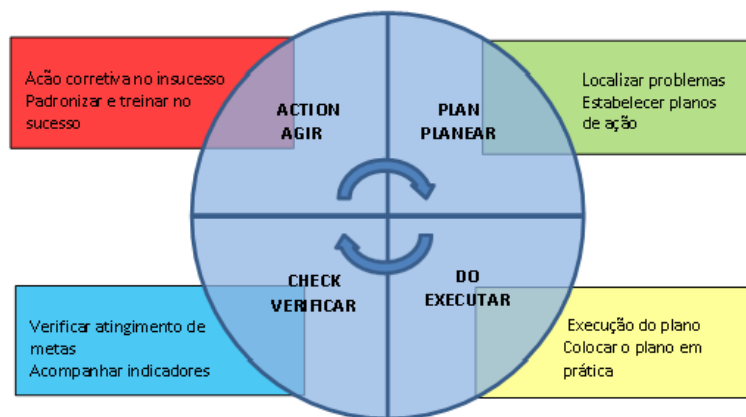 Acão corretiva no insucesso
Padronizar e treinar no
sucesso
ACTION
AGIR
PLAN
PLANEAR
Localizar problemas
Estabelecer planos
de ação
Verificar atingimento de
metas
Acompanhar indicadores
CHECK
VERIFICAR
DO
EXECUTAR
Execução do plano
Colocar o plano em
prática